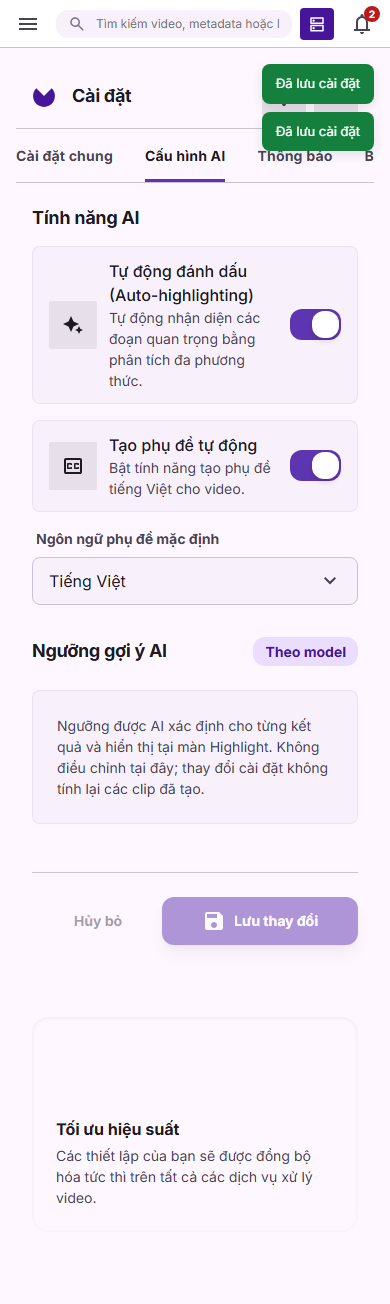 Tìm kiếm video, metadata hoặc l
2
Cài đặt
Đã lưu cài đặt
Đã lưu cài đặt
Cài đặt chung
Cấu hình AI
Thông báo
B
Tính năng AI
Tự động đánh dấu
(Auto-highlighting)
Tự động nhận diện các
đoạn quan trọng bằng
phân tích đa phương
thức.
Tạo phụ đề tự động
Bật tính năng tạo phụ đề
tiếng Việt cho video.
Ngôn ngữ phụ đề mặc định
Tiếng Việt
Ngưỡng gợi ý AI
Theo model
Ngưỡng được AI xác định cho từng kết
quả và hiển thị tại màn Highlight. Không
điều chỉnh tại đây; thay đổi cài đặt không
tính lại các clip đã tạo.
Hủy bỏ
Lưu thay đổi
Tối ưu hiệu suất
Các thiết lập của bạn sẽ được đồng bộ
hóa tức thì trên tất cả các dịch vụ xử lý
video.